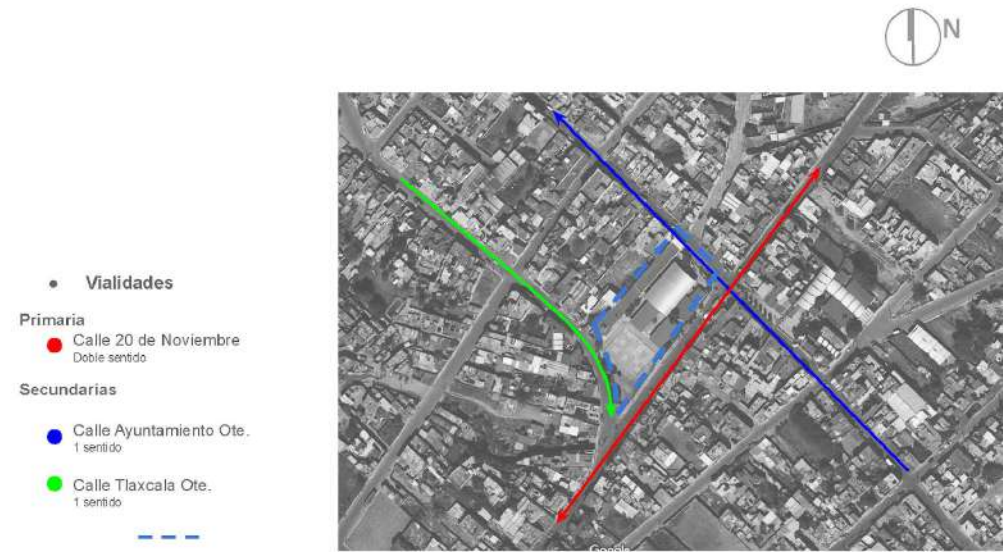 N
• Vialidades
Primaria
Calle 20 de Noviembre
Doble sentido
Secundarias
Calle Ayuntamiento Ote.
1 sentido
Calle Tlaxcala Ote.
1 sentido
Google